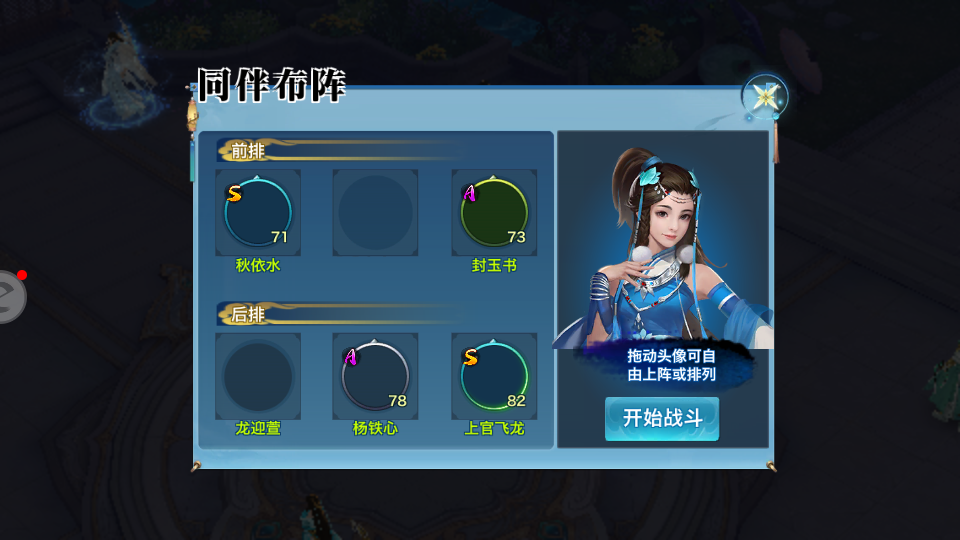 同伴布阵
前排
S
A
71
73
秋依水
封玉书
后排
A
S
78
82
龙迎萱
杨铁心
上官飞龙
拖动头像可自
由上阵或排列
开始战斗